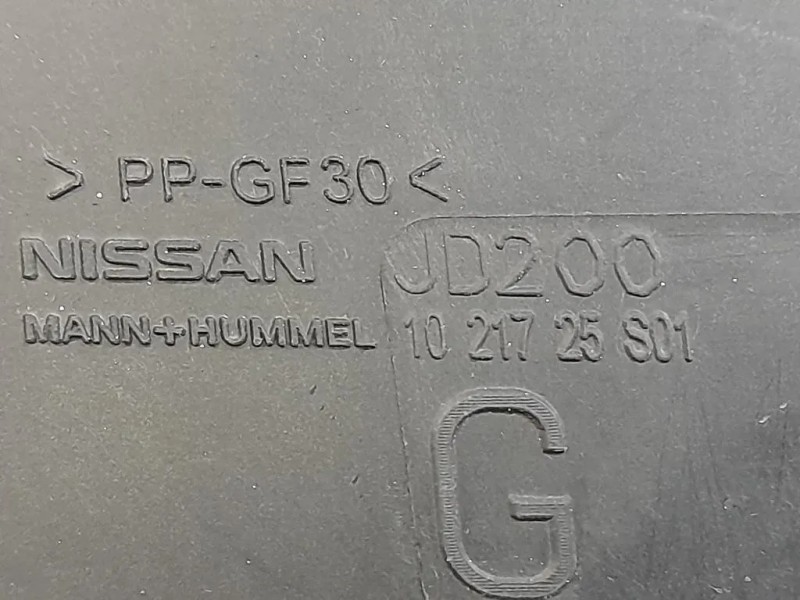 > PP-GF30 <
NISSAN JD200
MANN+HUMMEL 10 217 25 S01
G